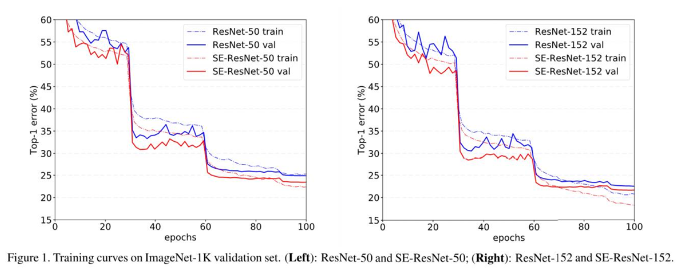 60
55
50
45
40
35
30
25
20
15
0
20
40
60
80
100
Top-1 error (%)
epochs
ResNet-50 train
ResNet-50 val
SE-ResNet-50 train
SE-ResNet-50 val
60
55
50
45
40
35
30
25
20
15
0
20
40
60
80
100
Top-1 error (%)
epochs
ResNet-152 train
ResNet-152 val
SE-ResNet-152 train
SE-ResNet-152 val
Figure 1. Training curves on ImageNet-1K validation set. (Left): ResNet-50 and SE-ResNet-50; (Right): ResNet-152 and SE-ResNet-152.